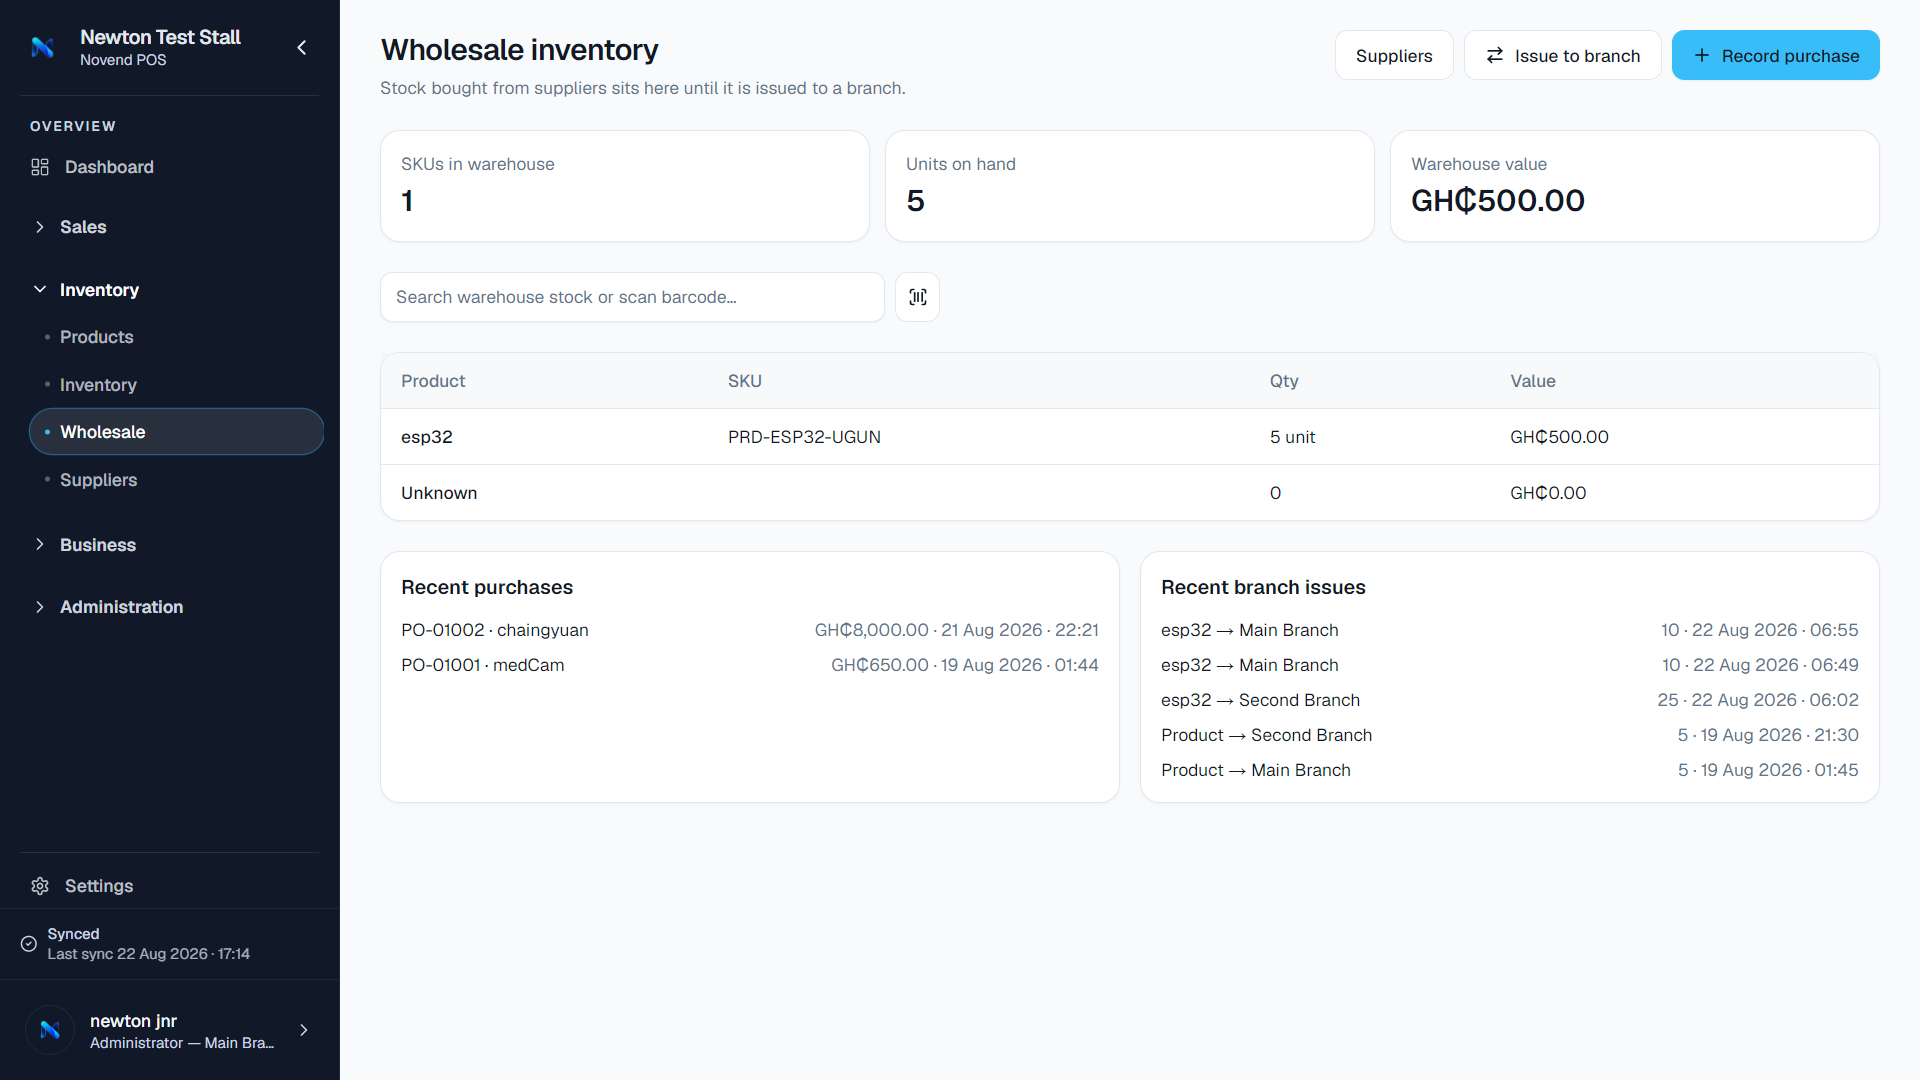 Newton Test Stall
Novend POS
OVERVIEW
Dashboard
Sales
Inventory
Products
Inventory
Wholesale
Suppliers
Business
Administration
Settings
Synced
Last sync 22 Aug 2026 · 17:14
newton jnr
Administrator — Main Bra...
Wholesale inventory
Stock bought from suppliers sits here until it is issued to a branch.
Suppliers
Issue to branch
Record purchase
SKUs in warehouse
1
Units on hand
5
Warehouse value
GH₵500.00
Search warehouse stock or scan barcode...
Product SKU Qty Value
esp32 PRD-ESP32-UGUN 5 unit GH₵500.00
Unknown 0 GH₵0.00
Recent purchases
PO-01002 · chaingyuan GH₵8,000.00 · 21 Aug 2026 · 22:21
PO-01001 · medCam GH₵650.00 · 19 Aug 2026 · 01:44
Recent branch issues
esp32 → Main Branch 10 · 22 Aug 2026 · 06:55
esp32 → Main Branch 10 · 22 Aug 2026 · 06:49
esp32 → Second Branch 25 · 22 Aug 2026 · 06:02
Product → Second Branch 5 · 19 Aug 2026 · 21:30
Product → Main Branch 5 · 19 Aug 2026 · 01:45